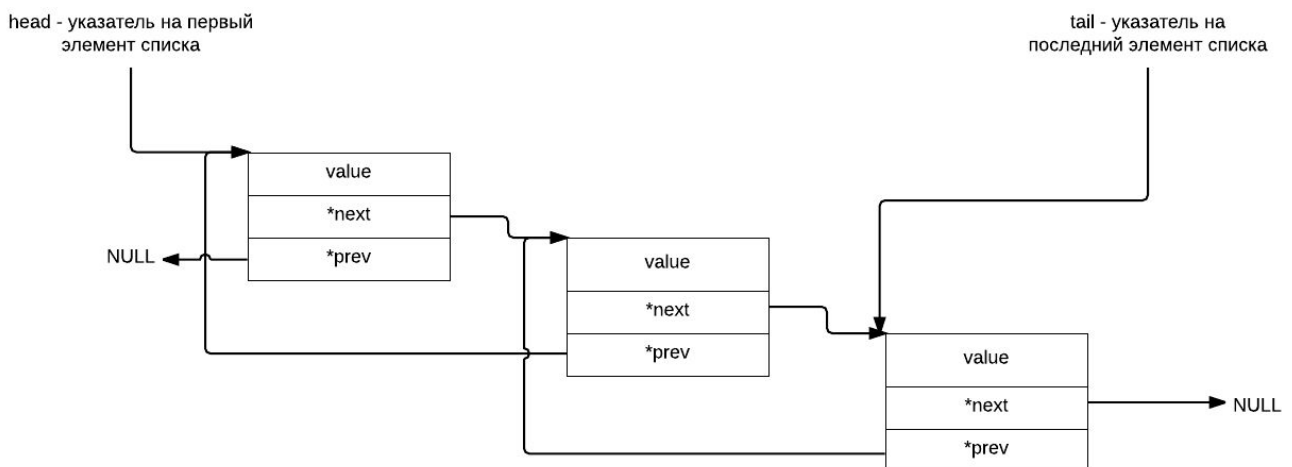 head - указатель на первый
элемент списка
tail - указатель на
последний элемент списка
value
*next
*prev
NULL
value
*next
*prev
value
*next
*prev
NULL